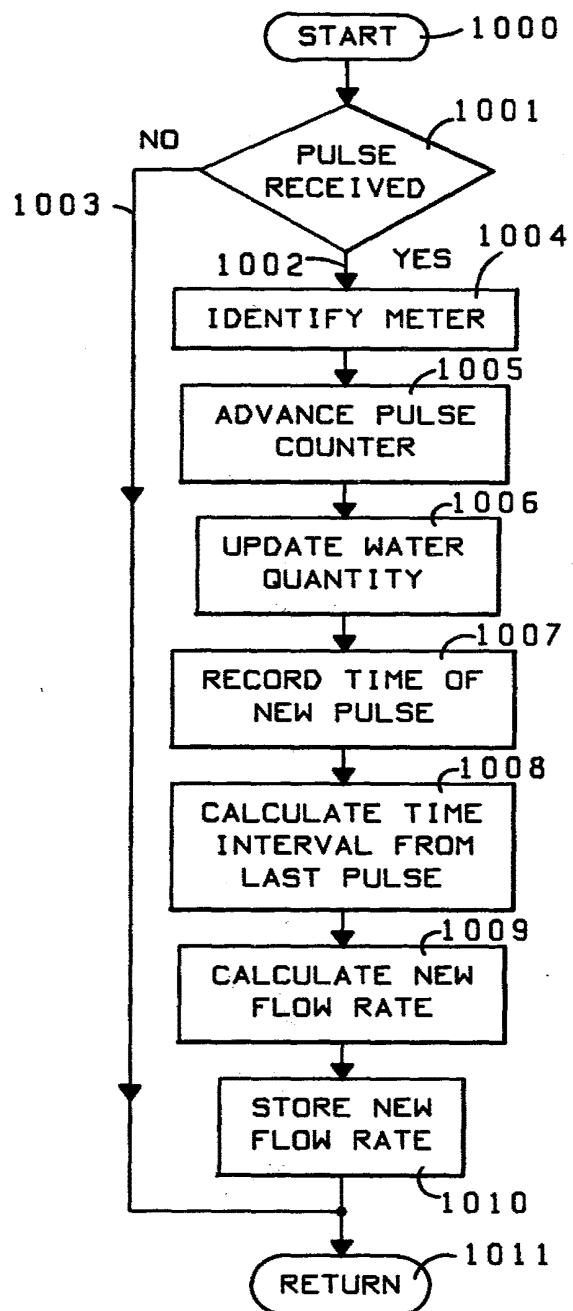 START
1000
1001
NO
PULSE
RECEIVED
1003
1004
1002
YES
IDENTIFY METER
1005
ADVANCE PULSE
COUNTER
1006
UPDATE WATER
QUANTITY
1007
RECORD TIME OF
NEW PULSE
1008
CALCULATE TIME
INTERVAL FROM
LAST PULSE
1009
CALCULATE NEW
FLOW RATE
STORE NEW
FLOW RATE
1010
1011
RETURN